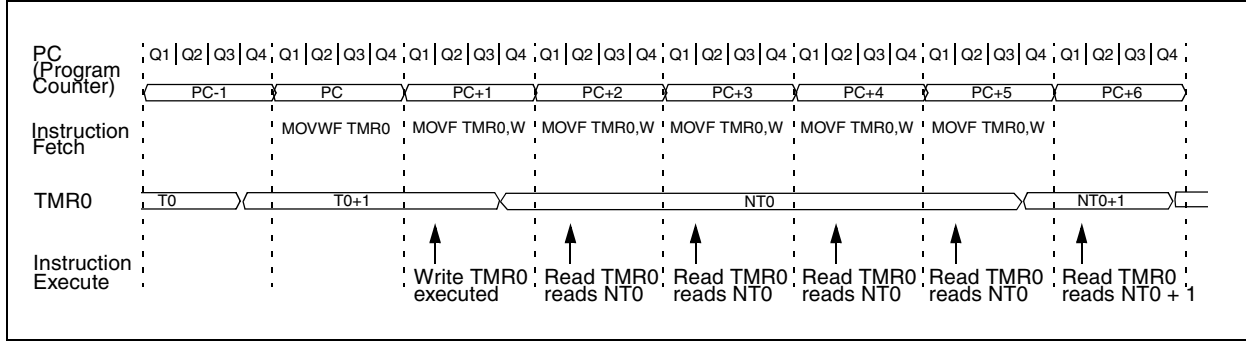 PC (Program Counter) Q1 Q2 Q3 Q4 Q1 Q2 Q3 Q4 Q1 Q2 Q3 Q4 Q1 Q2 Q3 Q4 Q1 Q2 Q3 Q4 Q1 Q2 Q3 Q4 Q1 Q2 Q3 Q4 Q1 Q2 Q3 Q4
PC-1 PC PC+1 PC+2 PC+3 PC+4 PC+5 PC+6
Instruction Fetch MOVWF TMR0 MOVF TMR0,W MOVF TMR0,W MOVF TMR0,W MOVF TMR0,W MOVF TMR0,W
TMR0 T0 T0+1 NT0 NT0+1
Instruction Execute
Write TMR0
executed
Read TMR0
reads NT0
Read TMR0
reads NT0
Read TMR0
reads NT0
Read TMR0
reads NT0
Read TMR0
reads NT0 + 1